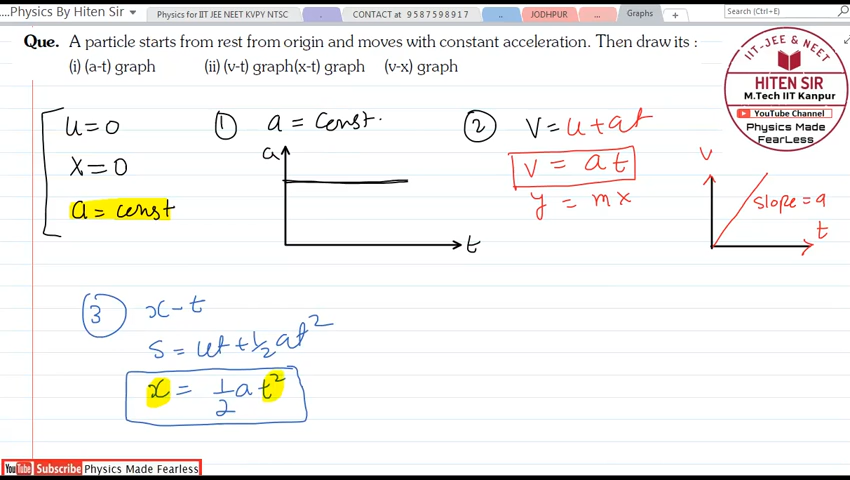 ...Physics By Hiten Sir
Physics for IIT JEE NEET KVPY NTSC
.
CONTACT at 9587598917
..
JODHPUR
...
Graphs
+
Search (Ctrl+E)
Que. A particle starts from rest from origin and moves with constant acceleration. Then draw its :
(i) (a-t) graph (ii) (v-t) graph(x-t) graph (v-x) graph
IIT-JEE & NEET
HITEN SIR
M.Tech IIT Kanpur
YouTube Channel
Physics Made
FearLess
u = 0
x = 0
a = const
① a = const.
a
t
② v = u + at
v = at
y = mx
v
slope = a
t
③ x - t
s = ut + 1/2 at²
x = 1/2 at²
YouTube Subscribe Physics Made Fearless